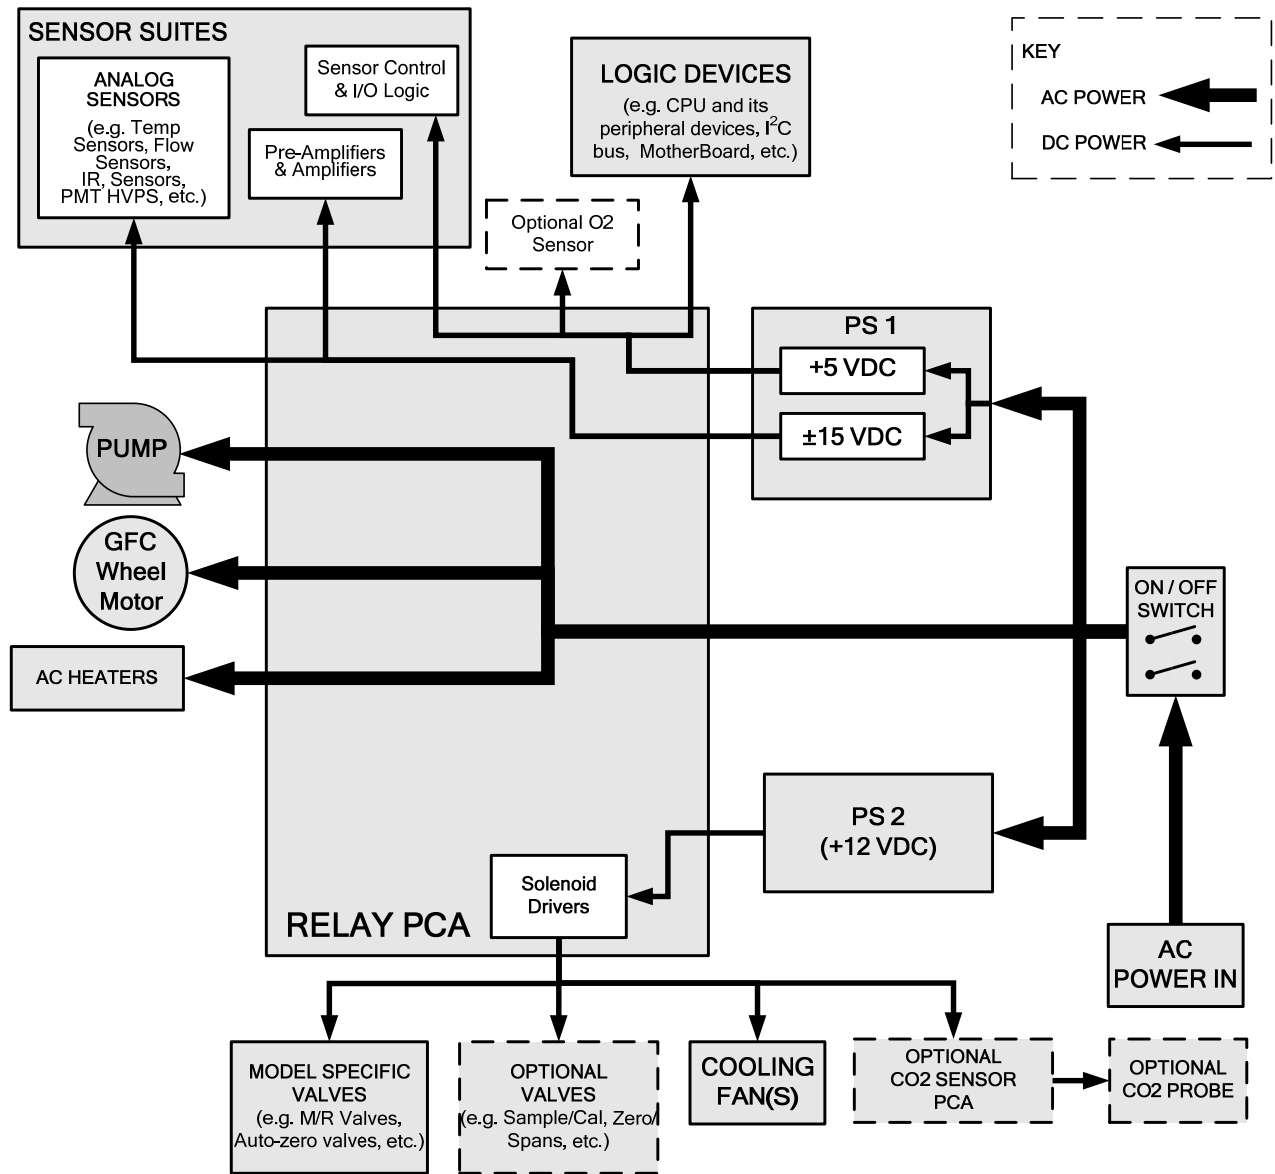 SENSOR SUITES
ANALOG
SENSORS
(e.g. Temp
Sensors, Flow
Sensors,
IR, Sensors,
PMT HVPS, etc.)
Sensor Control
& I/O Logic
Pre-Amplifiers
& Amplifiers
LOGIC DEVICES
(e.g. CPU and its
peripheral devices, I²C
bus, MotherBoard, etc.)
Optional O2
Sensor
KEY
AC POWER
DC POWER
PS 1
+5 VDC
±15 VDC
PUMP
GFC
Wheel
Motor
AC HEATERS
ON / OFF
SWITCH
PS 2
(+12 VDC)
Solenoid
Drivers
RELAY PCA
AC
POWER IN
MODEL SPECIFIC
VALVES
(e.g. M/R Valves,
Auto-zero valves, etc.)
OPTIONAL
VALVES
(e.g. Sample/Cal, Zero/
Spans, etc.)
COOLING
FAN(S)
OPTIONAL
CO2 SENSOR
PCA
OPTIONAL
CO2 PROBE